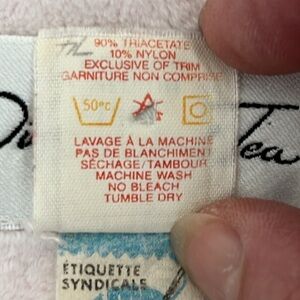 90% TRIACETATE
10% NYLON
EXCLUSIVE OF TRIM
GARNITURE NON COMPRISE
50°C
LAVAGE À LA MACHINE
PAS DE BLANCHIMENT
SÉCHAGE/TAMBOUR
MACHINE WASH
NO BLEACH
TUMBLE DRY
ÉTIQUETTE
SYNDICALE